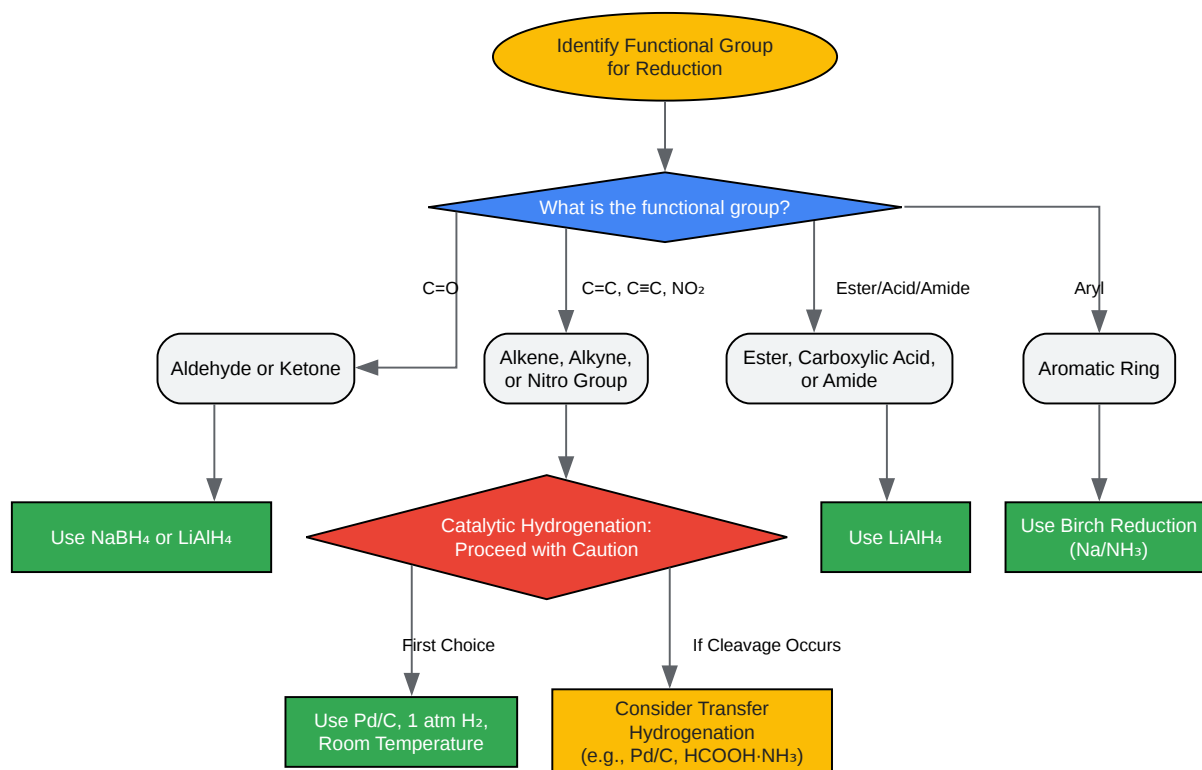 Identify Functional Group
for Reduction
What is the functional group?
C=O
C=C, C≡C, NO₂
Ester/Acid/Amide
Aryl
Aldehyde or Ketone
Alkene, Alkyne,
or Nitro Group
Ester, Carboxylic Acid,
or Amide
Aromatic Ring
Use NaBH₄ or LiAlH₄
Catalytic Hydrogenation:
Proceed with Caution
Use LiAlH₄
Use Birch Reduction
(Na/NH₃)
First Choice
If Cleavage Occurs
Use Pd/C, 1 atm H₂,
Room Temperature
Consider Transfer
Hydrogenation
(e.g., Pd/C, HCOOH·NH₃)